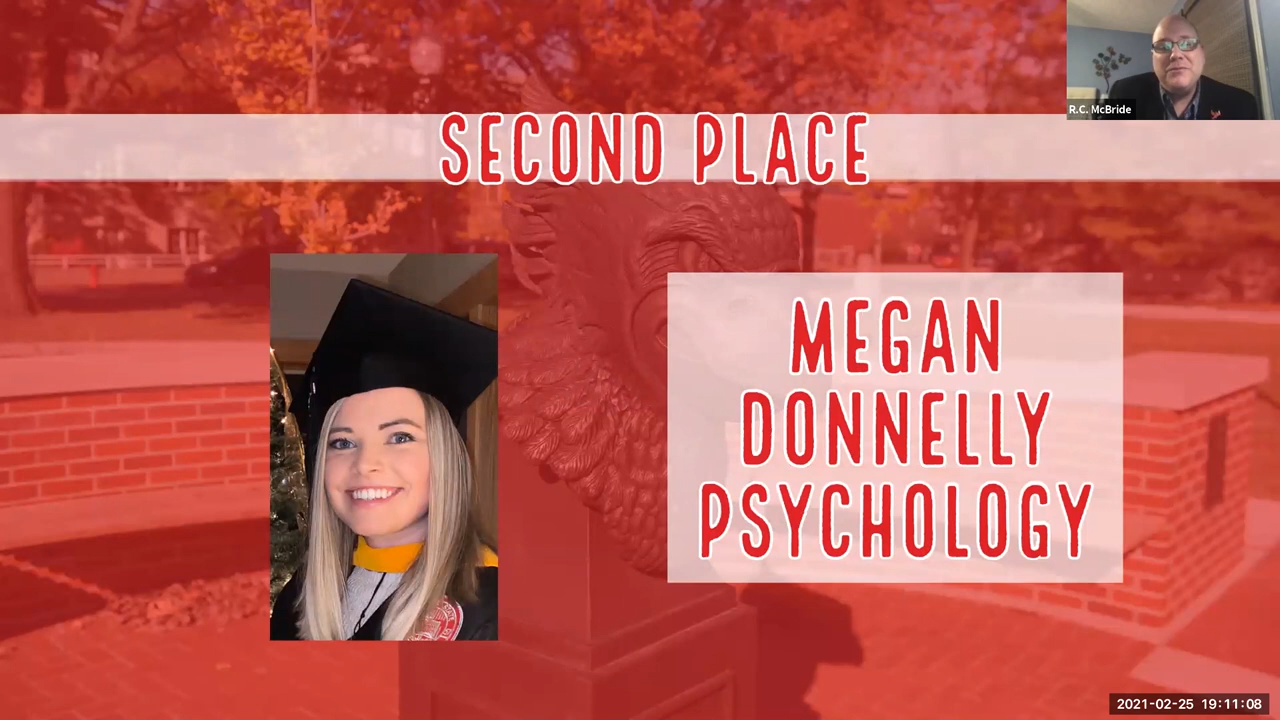 SECOND PLACE
R.C. McBride
MEGAN
DONNELLY
PSYCHOLOGY
2021-02-25 19:11:08